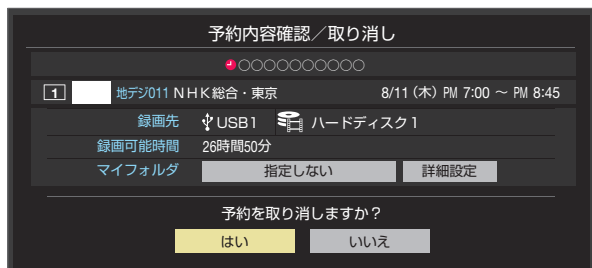 予約内容確認／取り消し
○○○○○○○○○○
1 地デジ011 NHK総合・東京 8/11（木）PM 7:00 ～ PM 8:45
録画先 USB1 ハードディスク1
録画可能時間 26時間50分
マイフォルダ 指定しない 詳細設定
予約を取り消しますか？
はい いいえ